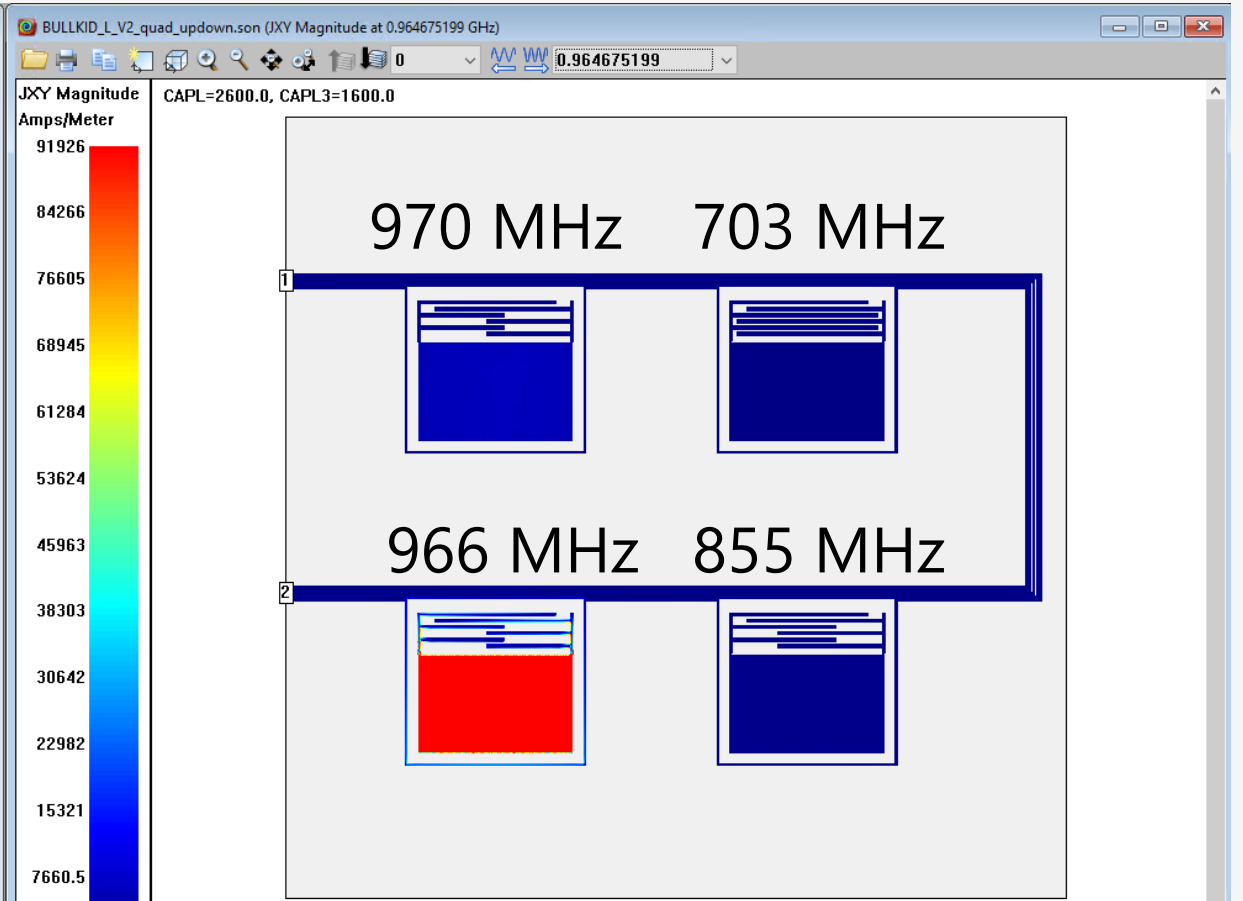 BULLKID_L_V2_quad_updown.son (JXY Magnitude at 0.964675199 GHz)
0
0.964675199
JXY Magnitude
Amps/Meter
CAPL=2600.0, CAPL3=1600.0
91926
84266
76605
68945
61284
53624
45963
38303
30642
22982
15321
7660.5
970 MHz 703 MHz
1
966 MHz 855 MHz
2